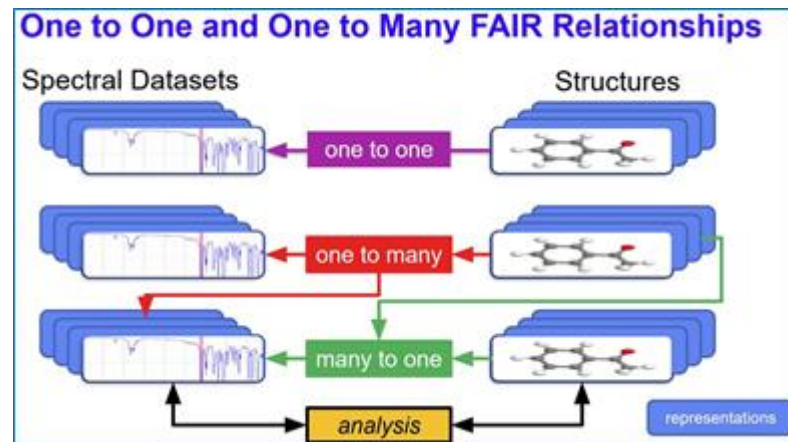 One to One and One to Many FAIR Relationships
Spectral Datasets
Structures
one to one
one to many
many to one
analysis
representations